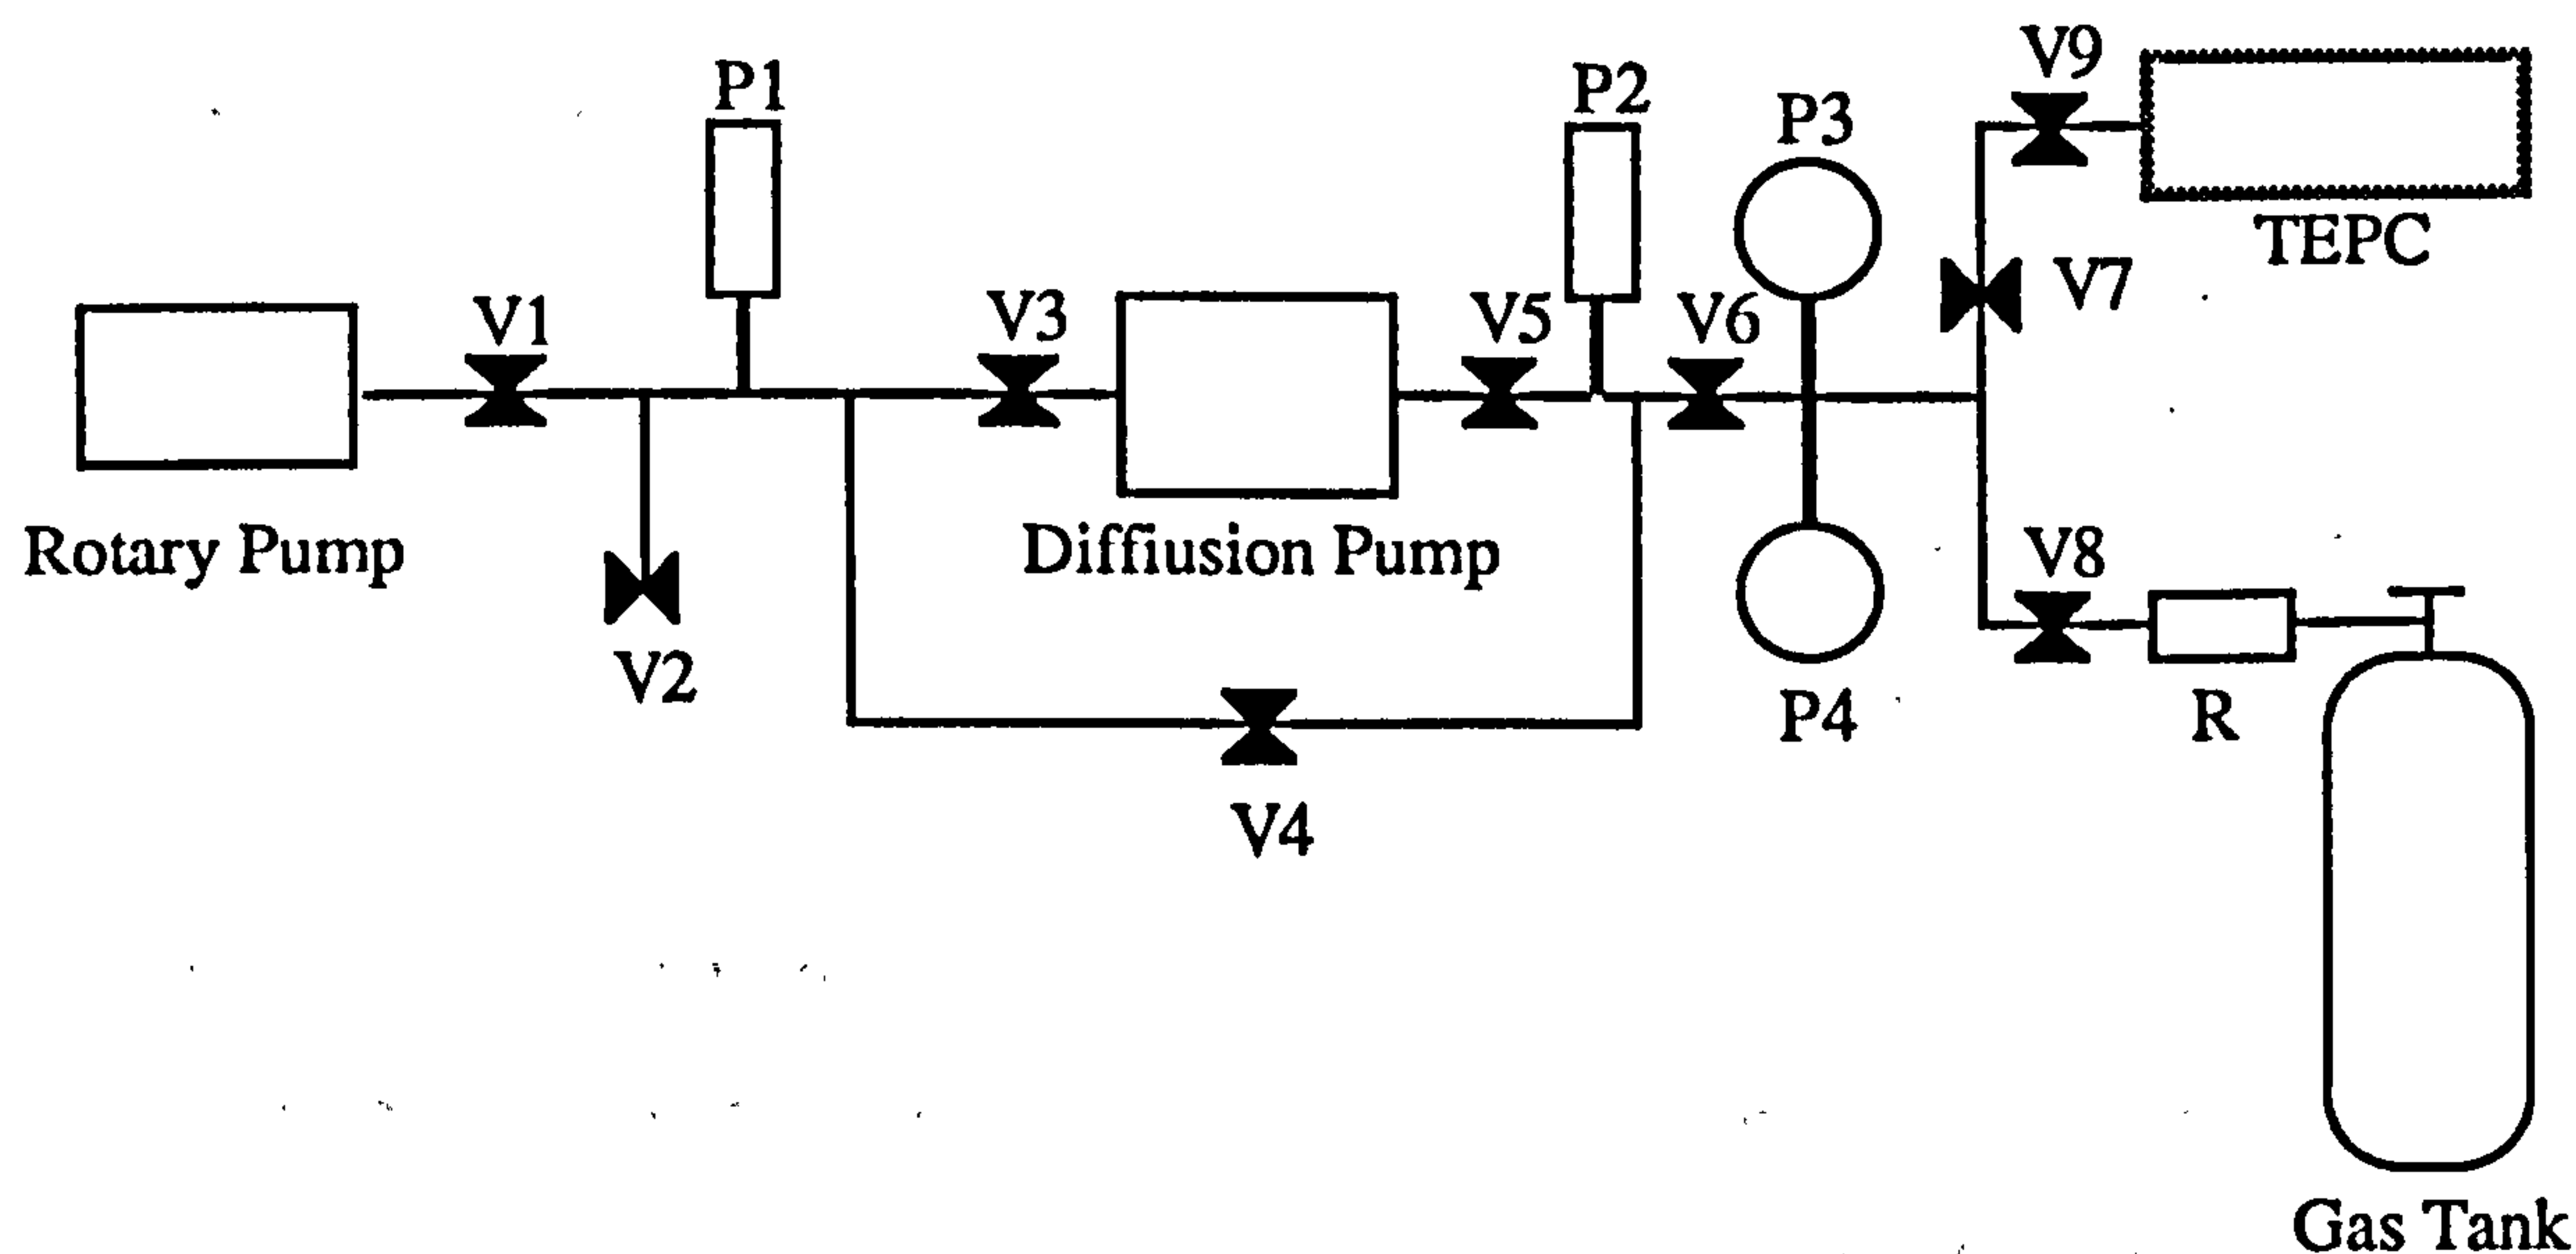 V9
P1
P2
P3
TEPC
V1
V3
V5
V6
V7
Rotary Pump
Diffiusion Pump
V8
V2
P4
R
V4
Gas Tank